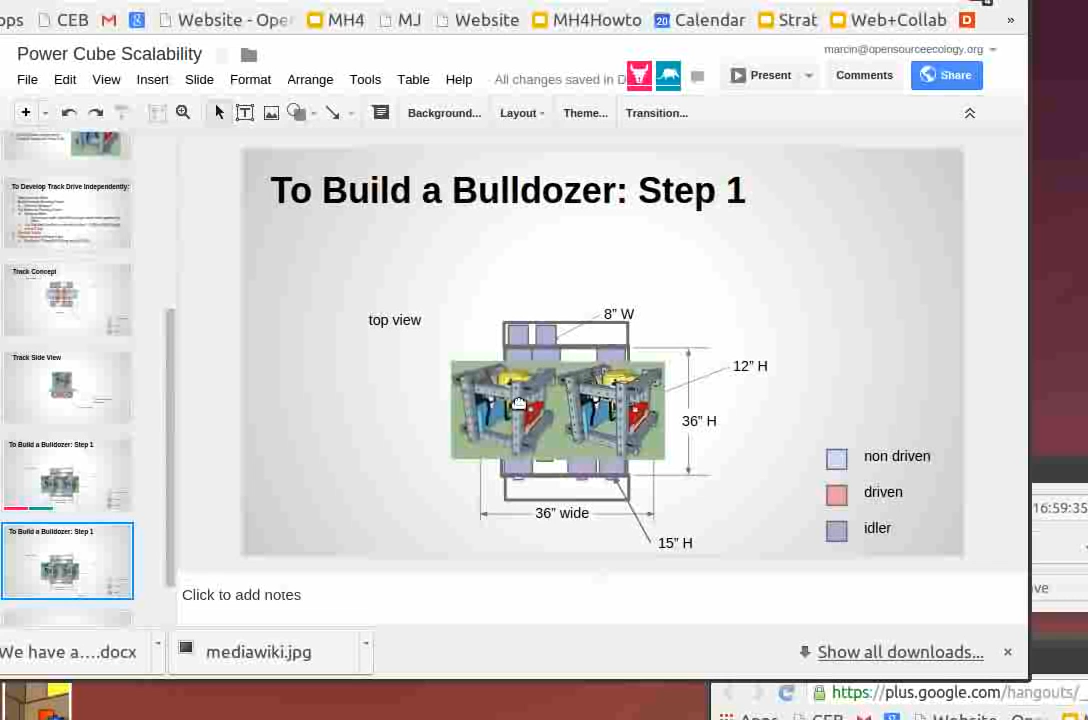 pps CEB Website - Open MH4 MJ Website MH4Howto 20 Calendar Strat Web+Collab D »
Power Cube Scalability
marcin@opensourceecology.org
File Edit View Insert Slide Format Arrange Tools Table Help All changes saved in D
Present Comments Share
Background... Layout Theme... Transition...
To Develop Track Drive Independently:
Track Concept
Track Side View
To Build a Bulldozer: Step 1
To Build a Bulldozer: Step 1
To Build a Bulldozer: Step 1
top view
8” W
12” H
36” H
36” wide
15” H
non driven
driven
idler
Click to add notes
16:59:35
ve
We have a....docx
mediawiki.jpg
Show all downloads...
https://plus.google.com/hangouts/_
Apps CEB Website - Ope